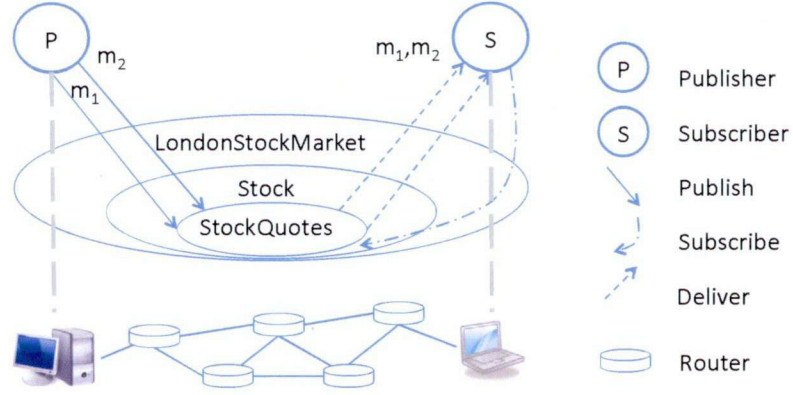 P
m2
m1
m1,m2
S
LondonStockMarket
Stock
StockQuotes
P Publisher
S Subscriber
Publish
Subscribe
Deliver
Router